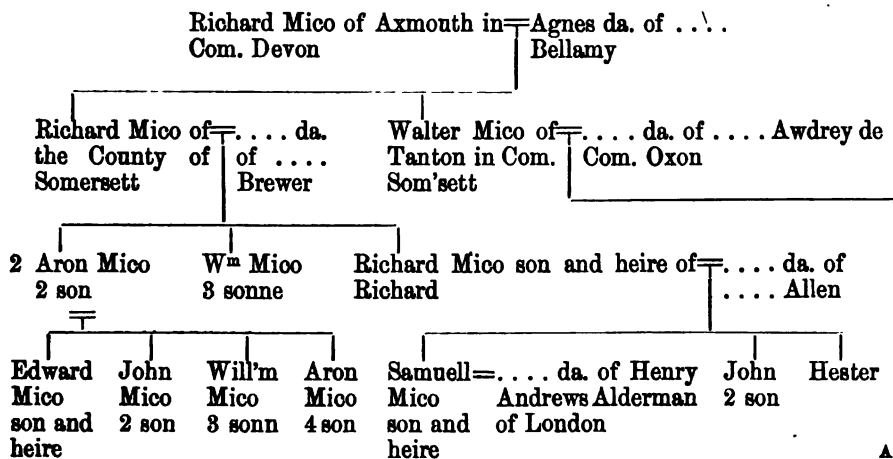 Richard Mico of Axmouth in Agnes da. of ....
Com. Devon Bellamy
Richard Mico of .... da. Walter Mico of .... da. of .... Awdrey de
the County of of .... Tanton in Com. Com. Oxon
Somersett Brewer Som'sett
2 Aron Mico Wm Mico Richard Mico son and heire of .... da. of
2 son 3 sonne Richard .... Allen
Edward John Will'm Aron Samuell=.... da. of Henry John Hester
Mico Mico Mico Mico Mico Andrews Alderman 2 son
son and 2 son 3 sonn 4 son son and of London
heire heire
A